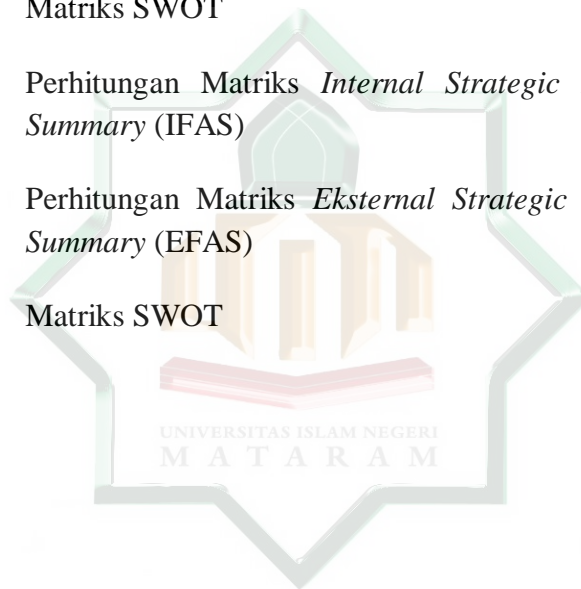 Matriks SWOT
Perhitungan Matriks Internal Strategic
Summary (IFAS)
Perhitungan Matriks Eksternal Strategic
Summary (EFAS)
Matriks SWOT
UNIVERSITAS ISLAM NEGERI
MATARAM